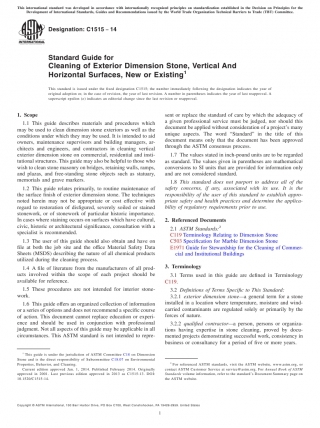 This international standard was developed in accordance with internationally recognized principles on standardization established in the Decision on Principles for the
Development of International Standards, Guides and Recommendations issued by the World Trade Organization Technical Barriers to Trade (TBT) Committee.
Designation: C1515 − 14
Standard Guide for
Cleaning of Exterior Dimension Stone, Vertical And
Horizontal Surfaces, New or Existing1
This standard is issued under the fixed designation C1515; the number immediately following the designation indicates the year of
original adoption or, in the case of revision, the year of last revision. A number in parentheses indicates the year of last reapproval. A
superscript epsilon (ε) indicates an editorial change since the last revision or reapproval.
1. Scope
1.1 This guide describes materials and procedures which
may be used to clean dimension stone exteriors as well as the
conditions under which they may be used. It is intended to aid
owners, maintenance supervisors and building managers, ar-
chitects and engineers, and contractors in cleaning vertical
exterior dimension stone on commercial, residential and insti-
tutional structures. This guide may also be helpful to those who
wish to clean stone masonry on bridges, retaining walls, ramps,
and plazas, and free-standing stone objects such as statuary,
memorials and grave markers.
1.2 This guide relates primarily, to routine maintenance of
the surface finish of exterior dimension stone. The techniques
noted herein may not be appropriate or cost effective with
regard to restoration of disfigured, severely soiled or stained
stonework, or of stonework of particular historic importance.
In cases where staining occurs on surfaces which have cultural,
civic, historic or architectural significance, consultation with a
specialist is recommended.
1.3 The user of this guide should also obtain and have on
file at both the job site and the office Material Safety Data
Sheets (MSDS) describing the nature of all chemical products
utilized during the cleaning process.
1.4 A file of literature from the manufacturers of all prod-
ucts involved within the scope of each project should be
available for reference.
1.5 These procedures are not intended for interior stone-
work.
1.6 This guide offers an organized collection of information
or a series of options and does not recommend a specific course
of action. This document cannot replace education or experi-
ence and should be used in conjunction with professional
judgment. Not all aspects of this guide may be applicable in all
circumstances. This ASTM standard is not intended to repre-
1 This guide is under the jurisdiction of ASTM Committee C18 on Dimension
Stone and is the direct responsibility of Subcommittee C18.07 on Environmental
Properties, Behavior, and Cleaning.
Current edition approved Jan. 1, 2014. Published February 2014. Originally
approved in 2001. Last previous edition approved in 2013 as
sent or replace the standard of care by which the adequacy of
a given professional service must be judged, nor should this
document be applied without consideration of a project's many
unique aspects. The word "Standard" in the title of this
document means only that the document has been approved
through the ASTM consensus process.
1.7 The values stated in inch-pound units are to be regarded
as standard. The values given in parentheses are mathematical
conversions to SI units that are provided for information only
and are not considered standard.
1.8 This standard does not purport to address all of the
safety concerns, if any, associated with its use. It is the
responsibility of the user of this standard to establish appro-
priate safety and health practices and determine the applica-
bility of regulatory requirements prior to use.
2. Referenced Documents
2.1 ASTM Standards:2
C119 Terminology Relating to Dimension Stone
C503 Specification for Marble Dimension Stone
E1971 Guide for Stewardship for the Cleaning of Commer-
cial and Institutional Buildings
3. Terminology
3.1 Terms used in this guide are defined in Terminology
C119.
3.2 Definitions of Terms Specific to This Standard:
3.2.1 exterior dimension stone—a general term for a stone
installed in a location where temperature, moisture and wind-
carried contaminants are regulated solely or primarily by the
forces of nature.
3.2.2 qualified contractor—a person, persons or organiza-
tions having expertise in stone cleaning, proved by docu-
mented projects demonstrating successful work, consistency in
business or consultancy for a period of five or more years.
2 For referenced ASTM standards, visit the ASTM website, www.astm.org, or
contact ASTM Customer Service at service@astm.org. For Annual Book of ASTM
Standards volume information, refer to the standard's Document Summary page on
the ASTM website.
Copyright © ASTM International, 100 Barr Harbor Drive, PO Box C700, West Conshohocken, PA 19428-2959. United States
1